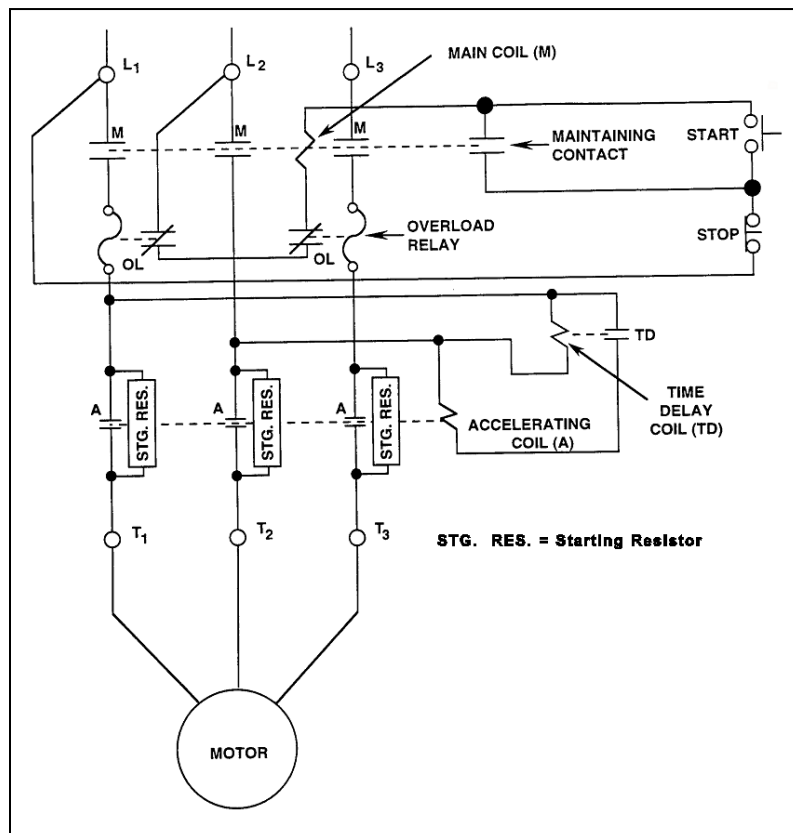 L1
L2
L3
MAIN COIL (M)
M
M
M
MAINTAINING
CONTACT
START
OVERLOAD
RELAY
STOP
OL
OL
TD
TIME
DELAY
COIL (TD)
A
STG. RES.
A
STG. RES.
A
STG. RES.
ACCELERATING
COIL (A)
T1
T2
T3
STG. RES. = Starting Resistor
MOTOR